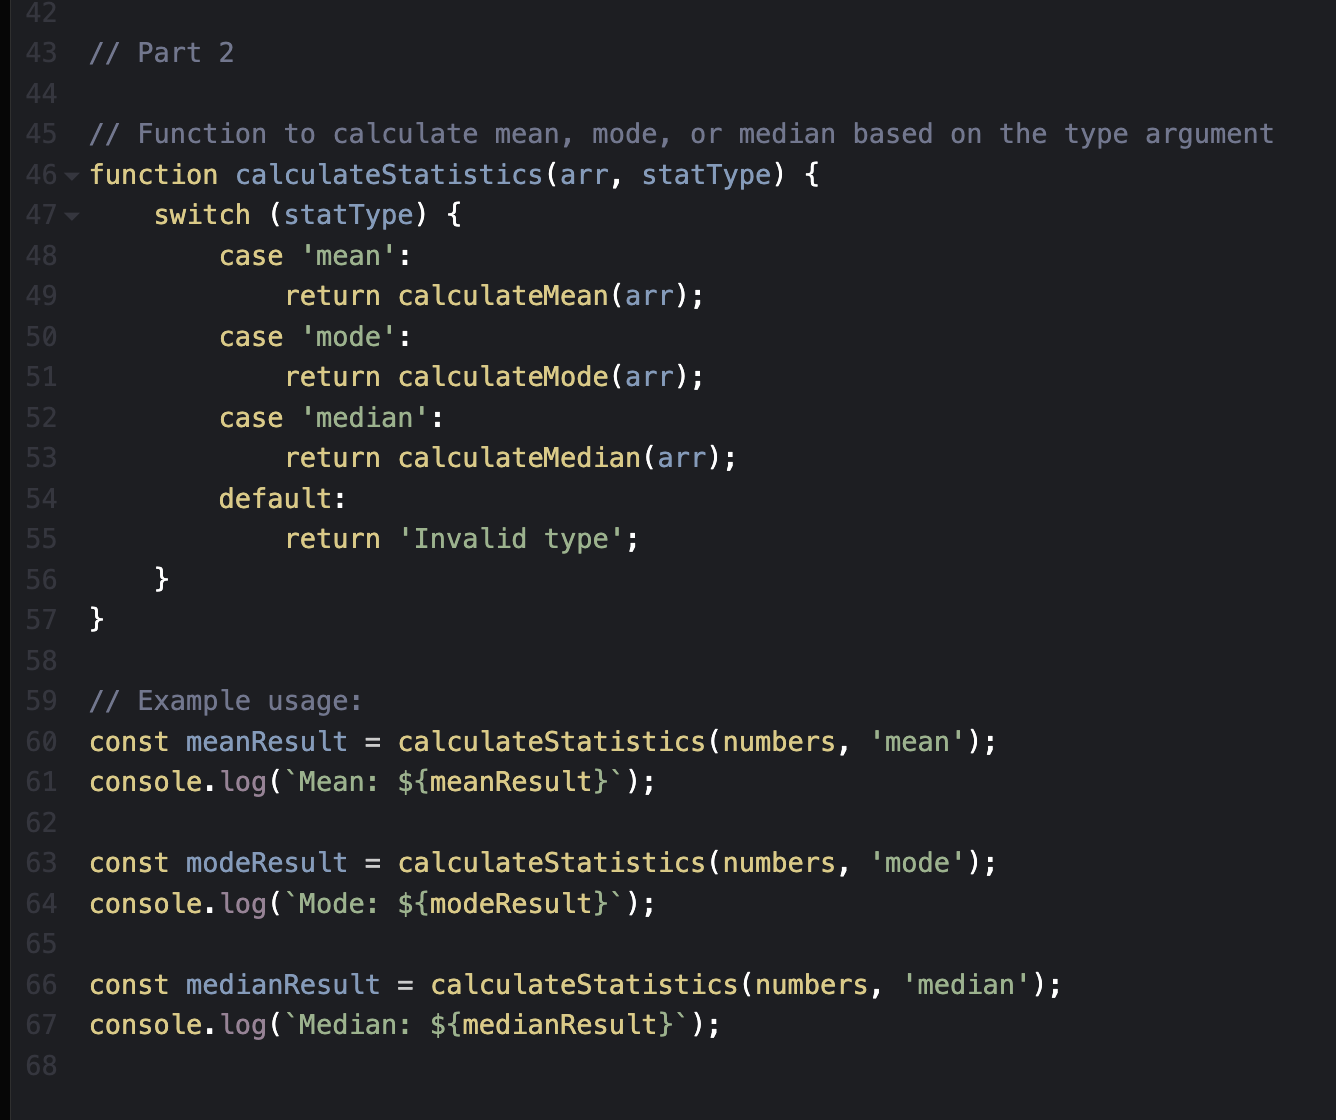 42
43 // Part 2
44
45 // Function to calculate mean, mode, or median based on the type argument
46 function calculateStatistics(arr, statType) {
47     switch (statType) {
48         case 'mean':
49             return calculateMean(arr);
50         case 'mode':
51             return calculateMode(arr);
52         case 'median':
53             return calculateMedian(arr);
54         default:
55             return 'Invalid type';
56     }
57 }
58
59 // Example usage:
60 const meanResult = calculateStatistics(numbers, 'mean');
61 console.log(`Mean: ${meanResult}`);
62
63 const modeResult = calculateStatistics(numbers, 'mode');
64 console.log(`Mode: ${modeResult}`);
65
66 const medianResult = calculateStatistics(numbers, 'median');
67 console.log(`Median: ${medianResult}`);
68